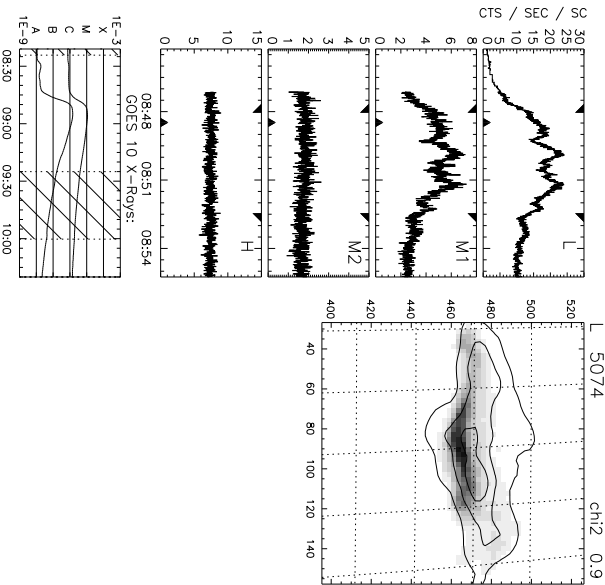 CTS / SEC / SC
0 5 10 15 20 25 30
L
0 2 4 6 8
M1
0 1 2 3 4 5
M2
0 5 10 15
H
08:48 08:51 08:54
GOES 10 X-Rays:
1E-3
X
M
C
B
A
1E-9
08:30 09:00 09:30 10:00
L 5074 chi2 0.9
520
500
480
460
440
420
400
40 60 80 100 120 140